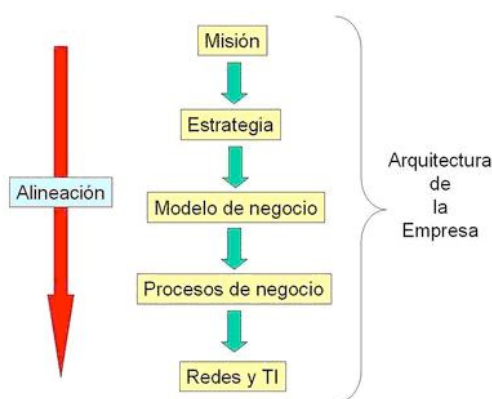 Misión
Estrategia
Alineación
Modelo de negocio
Procesos de negocio
Redes y TI
Arquitectura
de
la
Empresa